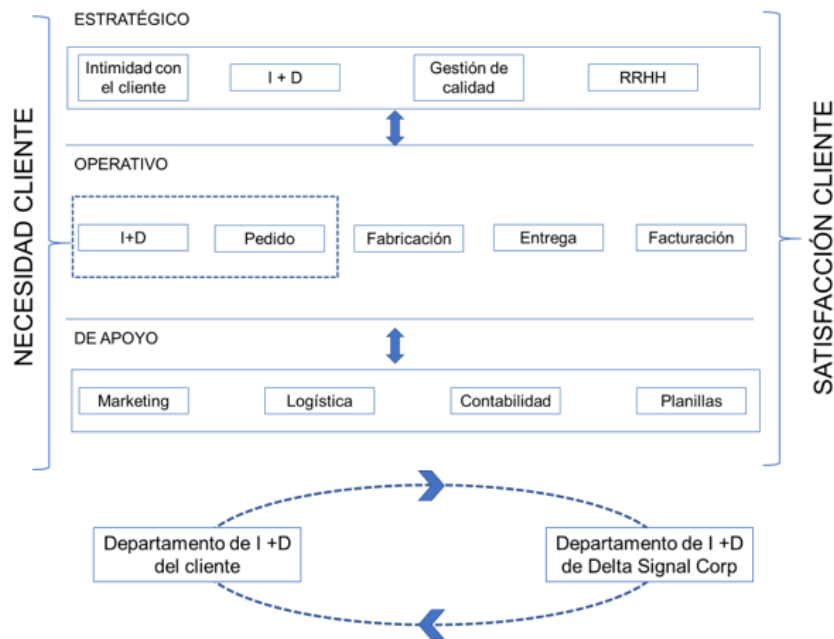 ESTRATÉGICO
Intimidad con
el cliente
I + D
Gestión de
calidad
RRHH
NECESIDAD CLIENTE
SATISFACCIÓN CLIENTE
OPERATIVO
I+D
Pedido
Fabricación
Entrega
Facturación
DE APOYO
Marketing
Logística
Contabilidad
Planillas
Departamento de I +D
del cliente
Departamento de I +D
de Delta Signal Corp